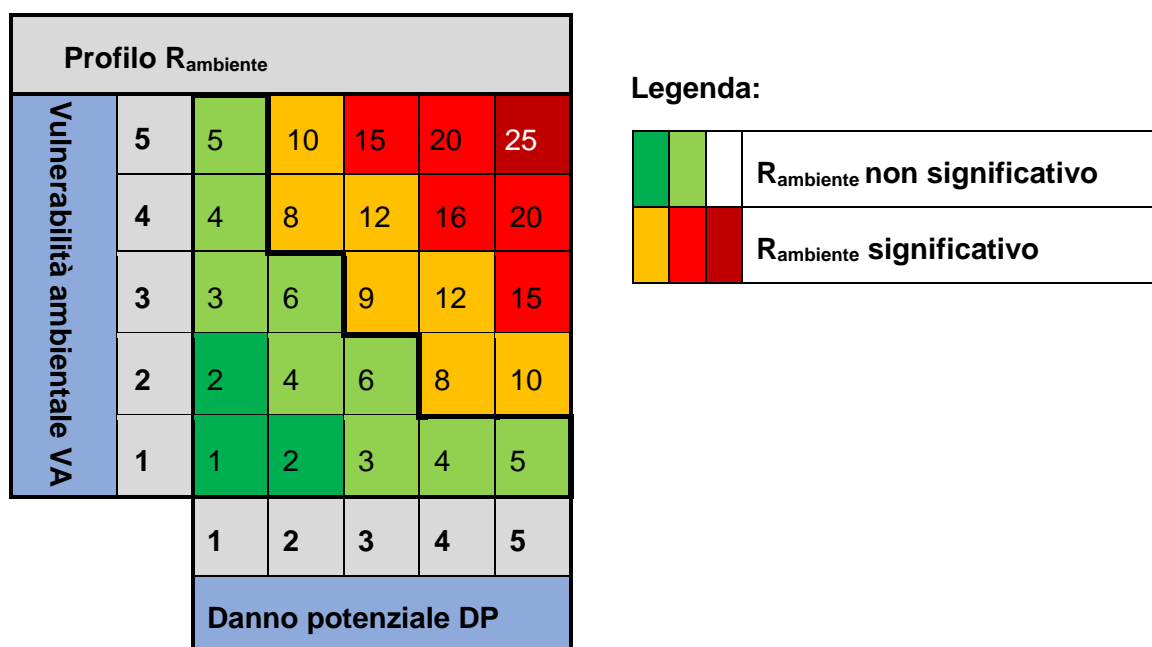 Profilo Rambiente
Vulnerabilità ambientale VA
5 5 10 15 20 25
4 4 8 12 16 20
3 3 6 9 12 15
2 2 4 6 8 10
1 1 2 3 4 5
1 2 3 4 5
Danno potenziale DP
Legenda:
Rambiente non significativo
Rambiente significativo